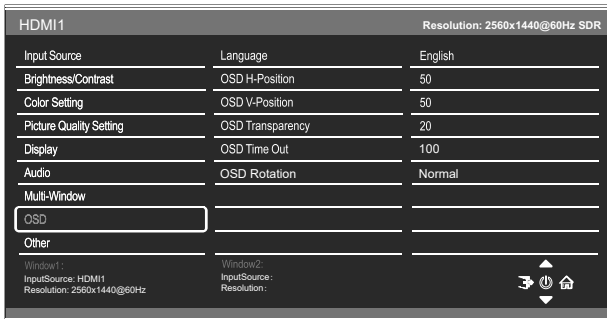 HDMI1 Resolution: 2560x1440@60Hz SDR
Input Source Language English
Brightness/Contrast OSD H-Position 50
Color Setting OSD V-Position 50
Picture Quality Setting OSD Transparency 20
Display OSD Time Out 100
Audio OSD Rotation Normal
Multi-Window
OSD
Other
Window1: Window2:
InputSource: HDMI1 InputSource:
Resolution: 2560x1440@60Hz Resolution: